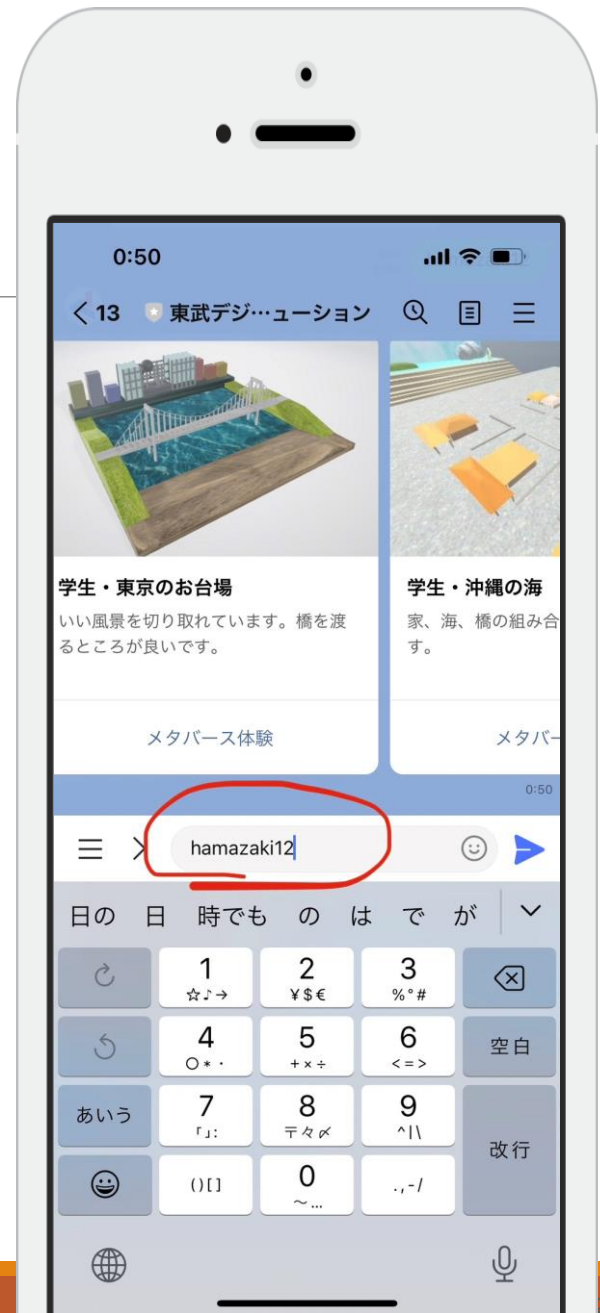 0:50
13 東武デジ…ューション
学生・東京のお台場
いい風景を切り取れています。橋を渡
るところが良いです。
メタバース体験
学生・沖縄の海
家、海、橋の組み合
す。
メタバー
0:50
hamazaki12
日の 日 時でも の は で が
1 2 3
☆♪→ ¥$€ %°#
4 5 6 空白
○*・ +×÷ <=>
あいう 7 8 9
「」: 〒々〆 ^|\
改行
()[] 0 .,-/
～…